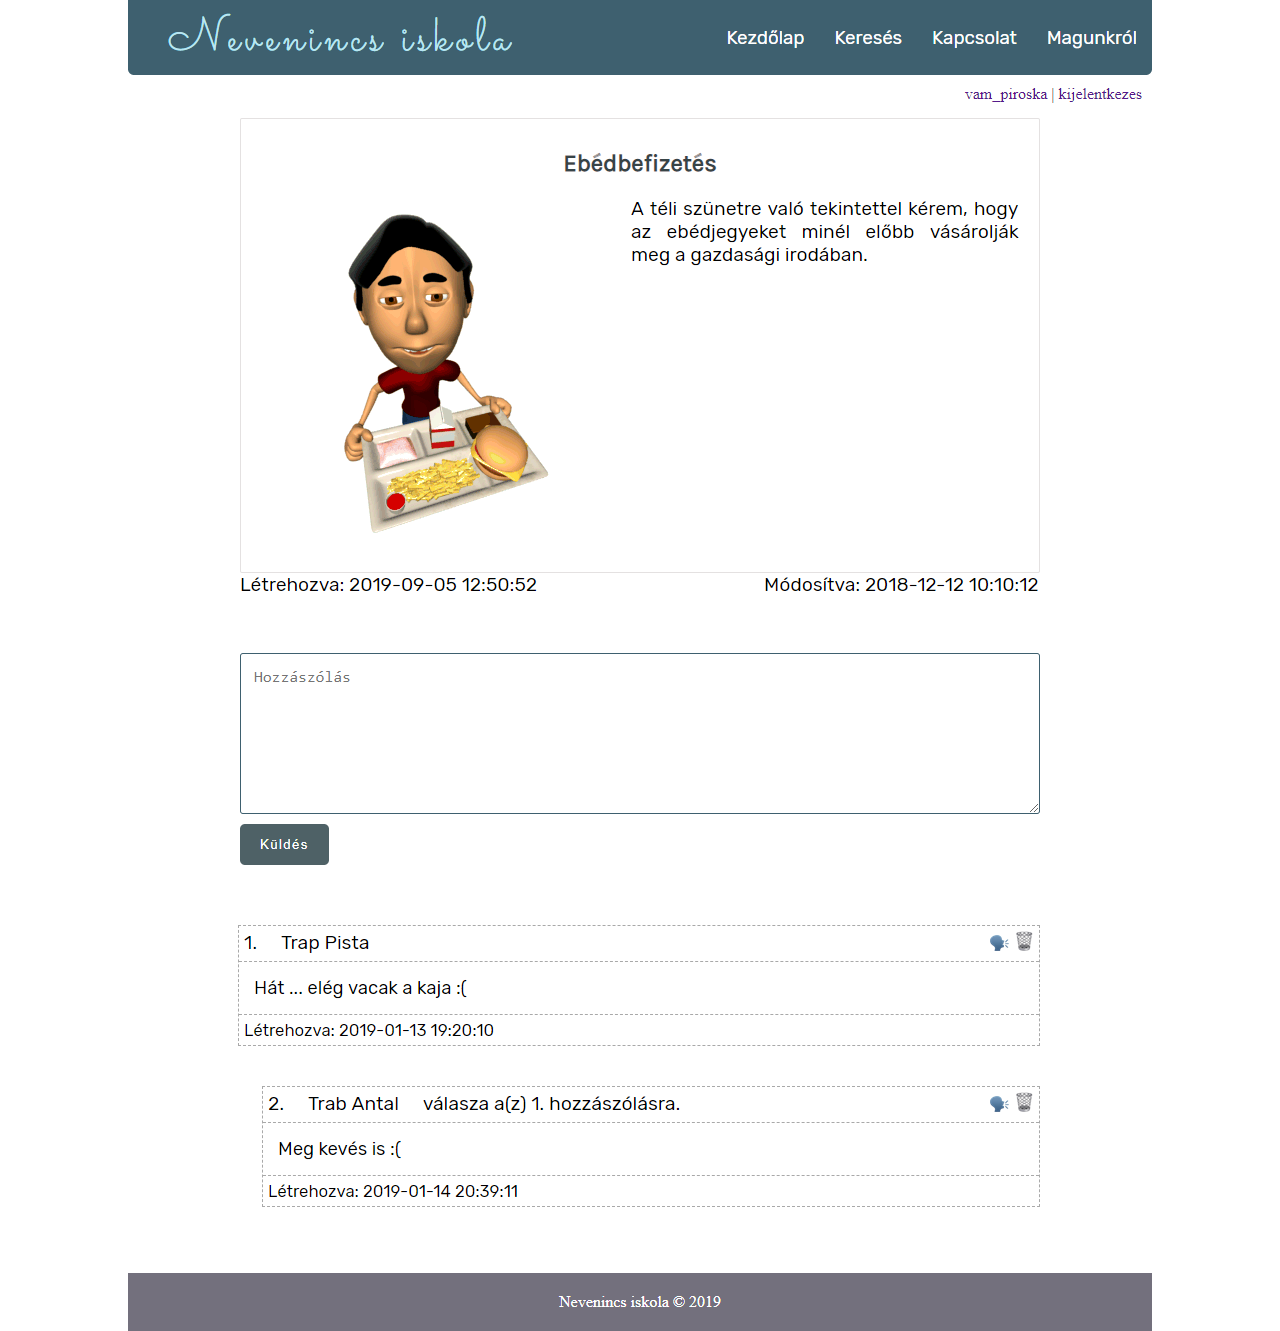 Nevenincs iskola
Kezdőlap Keresés Kapcsolat Magunkról
vam_piroska | kijelentkezes
Ebédbefizetés
A téli szünetre való tekintettel kérem, hogy
az ebédjegyeket minél előbb vásárolják
meg a gazdasági irodában.
Létrehozva: 2019-09-05 12:50:52 Módosítva: 2018-12-12 10:10:12
Hozzászólás
Küldés
1. Trap Pista
Hát ... elég vacak a kaja :(
Létrehozva: 2019-01-13 19:20:10
2. Trab Antal válasza a(z) 1. hozzászólásra.
Meg kevés is :(
Létrehozva: 2019-01-14 20:39:11
Nevenincs iskola © 2019